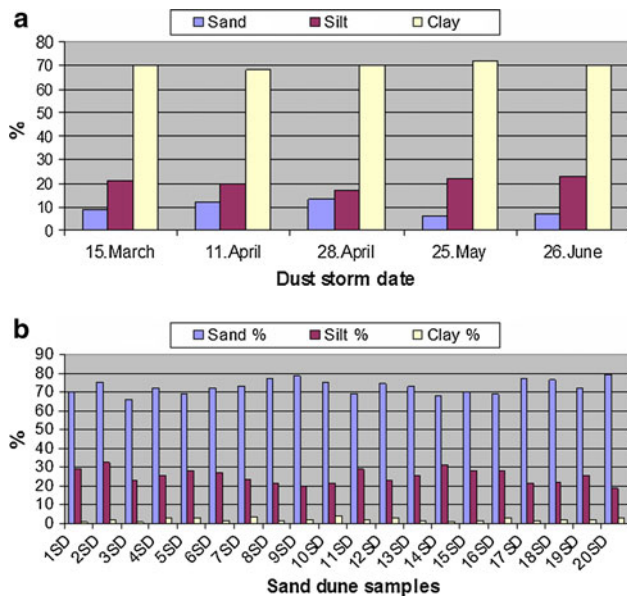 a
Sand Silt Clay
80
70
60
50
40
30
20
10
0
%
15.March 11.April 28.April 25.May 26.June
Dust storm date
b
Sand % Silt % Clay %
90
80
70
60
50
40
30
20
10
0
%
1SD 2SD 3SD 4SD 5SD 6SD 7SD 8SD 9SD 10SD 11SD 12SD 13SD 14SD 15SD 16SD 17SD 18SD 19SD 20SD
Sand dune samples